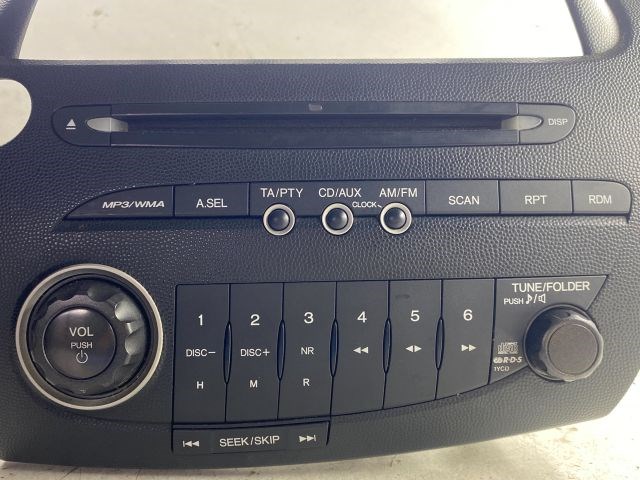 DISP
MP3/WMA A.SEL TA/PTY CD/AUX AM/FM SCAN RPT RDM
CLOCK
TUNE/FOLDER
PUSH
VOL
PUSH
1 2 3 4 5 6
DISC− DISC+ NR ◀◀ ◀▶ ▶▶
H M R
R·D·S
1YC0
SEEK/SKIP